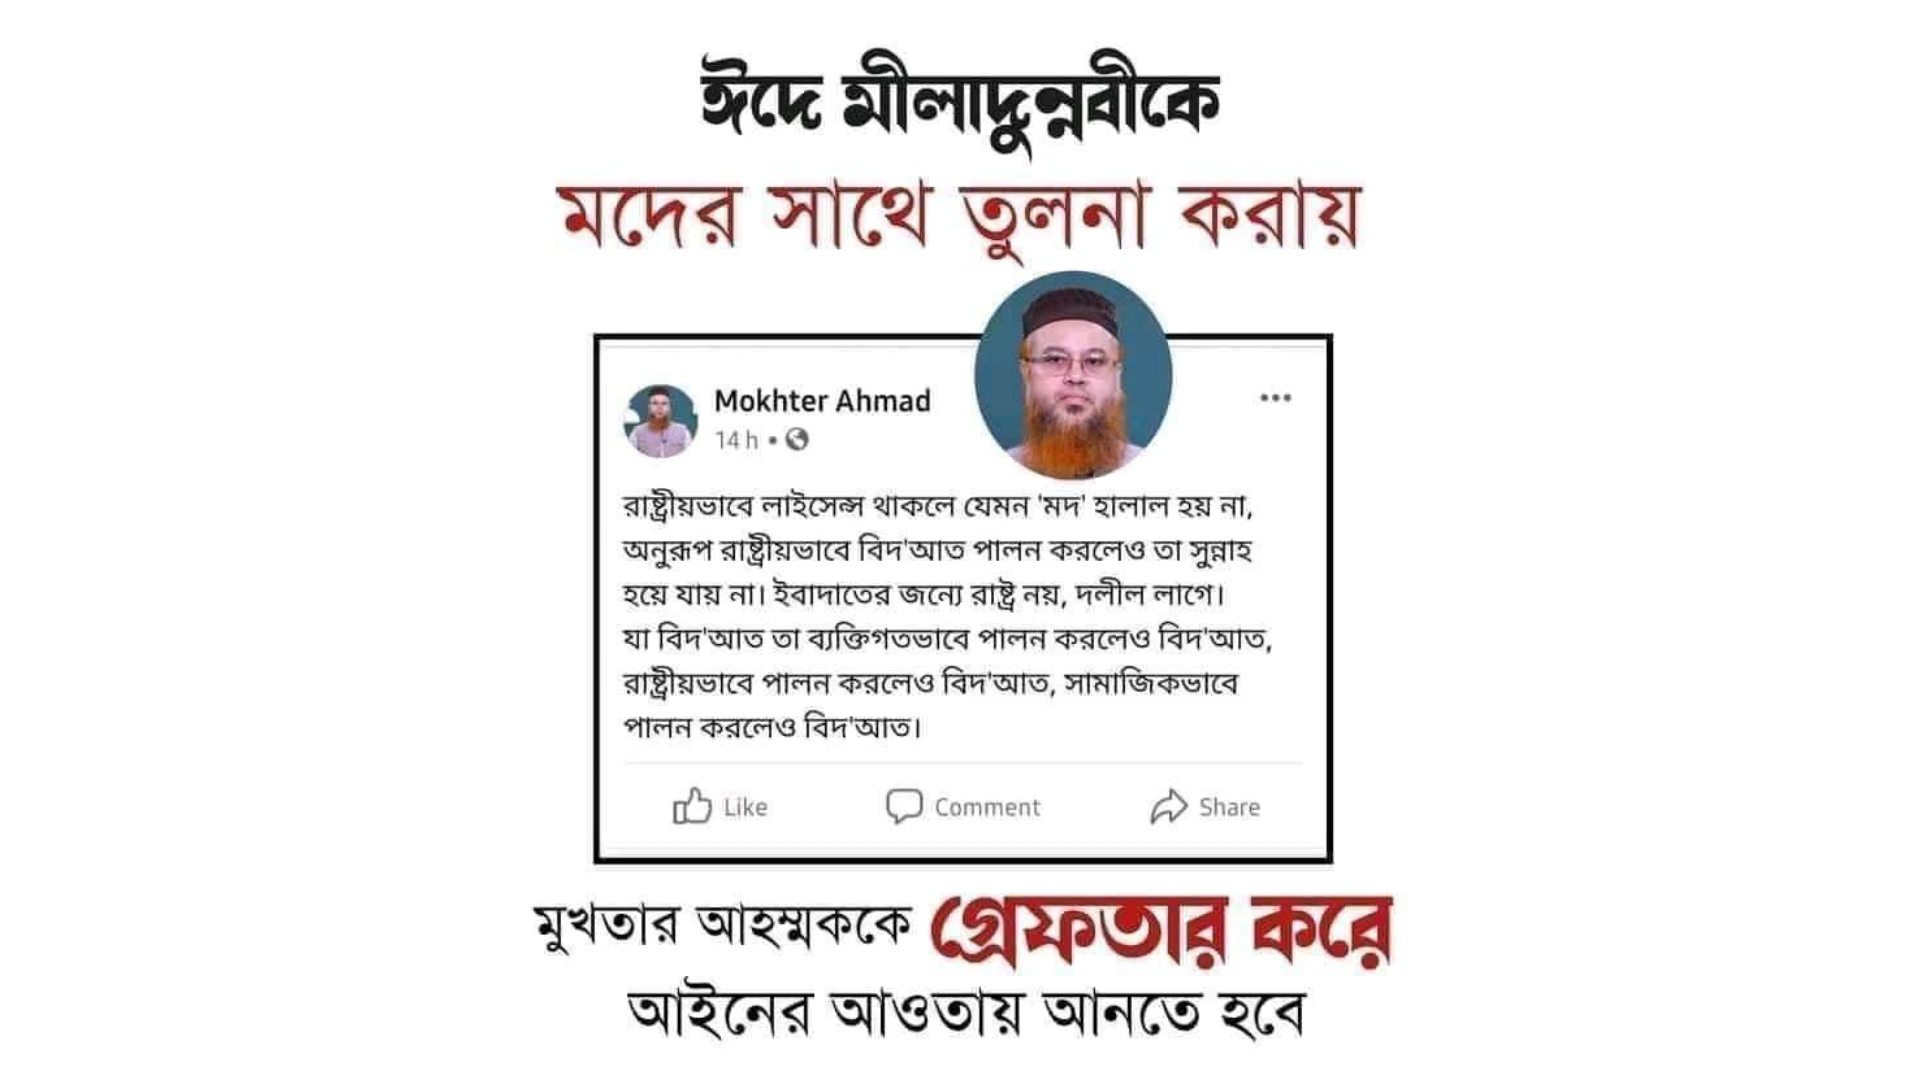 ঈদে মীলাদুন্নবীকে
মদের সাথে তুলনা করায়
Mokhter Ahmad
14 h
রাষ্ট্রীয়ভাবে লাইসেন্স থাকলে যেমন 'মদ' হালাল হয় না,
অনুরূপ রাষ্ট্রীয়ভাবে বিদ'আত পালন করলেও তা সুন্নাহ
হয়ে যায় না। ইবাদাতের জন্যে রাষ্ট্র নয়, দলীল লাগে।
যা বিদ'আত তা ব্যক্তিগতভাবে পালন করলেও বিদ'আত,
রাষ্ট্রীয়ভাবে পালন করলেও বিদ'আত, সামাজিকভাবে
পালন করলেও বিদ'আত।
Like Comment Share
মুখতার আহম্মককে গ্রেফতার করে
আইনের আওতায় আনতে হবে